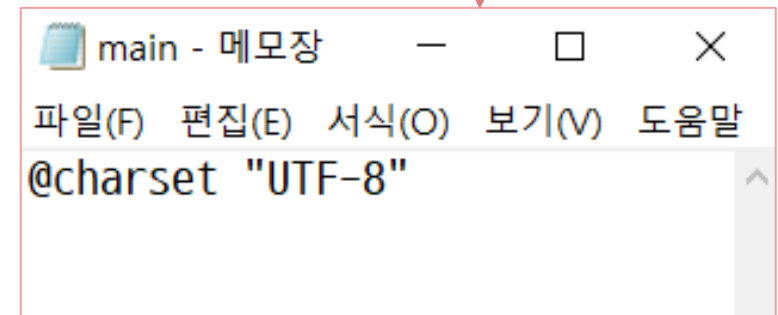 main - 메모장
파일(F) 편집(E) 서식(O) 보기(V) 도움말
@charset "UTF-8"